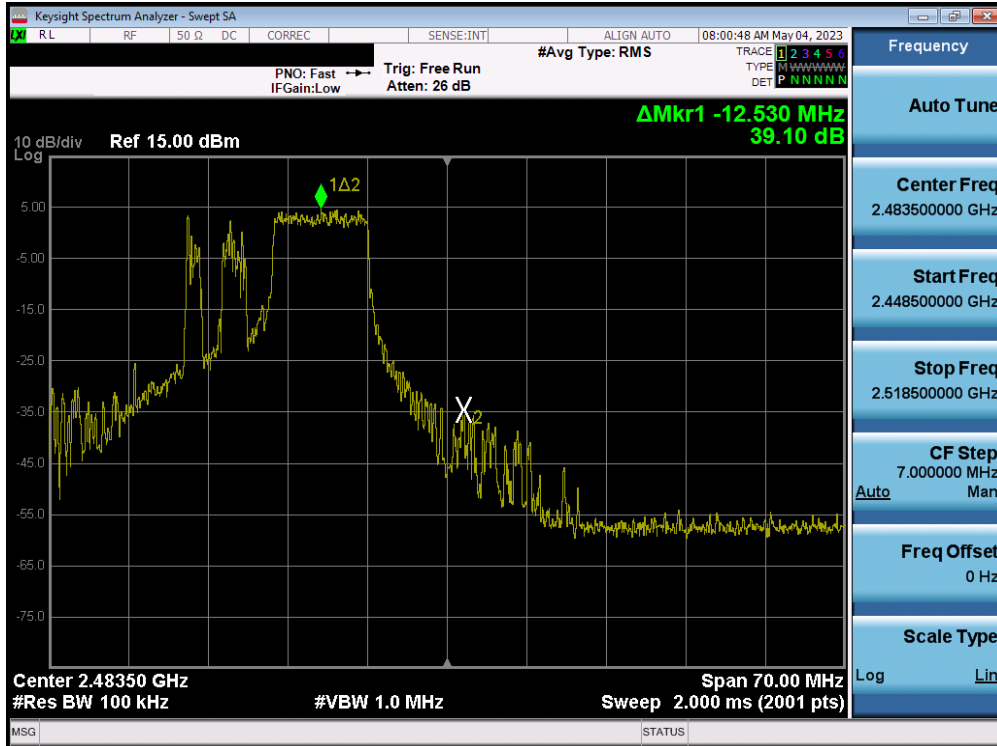 Keysight Spectrum Analyzer - Swept SA
LXI RL RF 50 Ω DC CORREC SENSE:INT ALIGN AUTO 08:00:48 AM May 04, 2023
PNO: Fast
IFGain:Low
Trig: Free Run
Atten: 26 dB
#Avg Type: RMS
TRACE 1 2 3 4 5 6
TYPE M W W W W W
DET P N N N N N
ΔMkr1 -12.530 MHz
39.10 dB
10 dB/div Ref 15.00 dBm
Log
1Δ2
5.00
-5.00
-15.0
-25.0
-35.0
X2
-45.0
-55.0
-65.0
-75.0
Center 2.48350 GHz Span 70.00 MHz
#Res BW 100 kHz #VBW 1.0 MHz Sweep 2.000 ms (2001 pts)
MSG STATUS
Frequency
Auto Tune
Center Freq
2.483500000 GHz
Start Freq
2.448500000 GHz
Stop Freq
2.518500000 GHz
CF Step
7.000000 MHz
Auto Man
Freq Offset
0 Hz
Scale Type
Log Lin